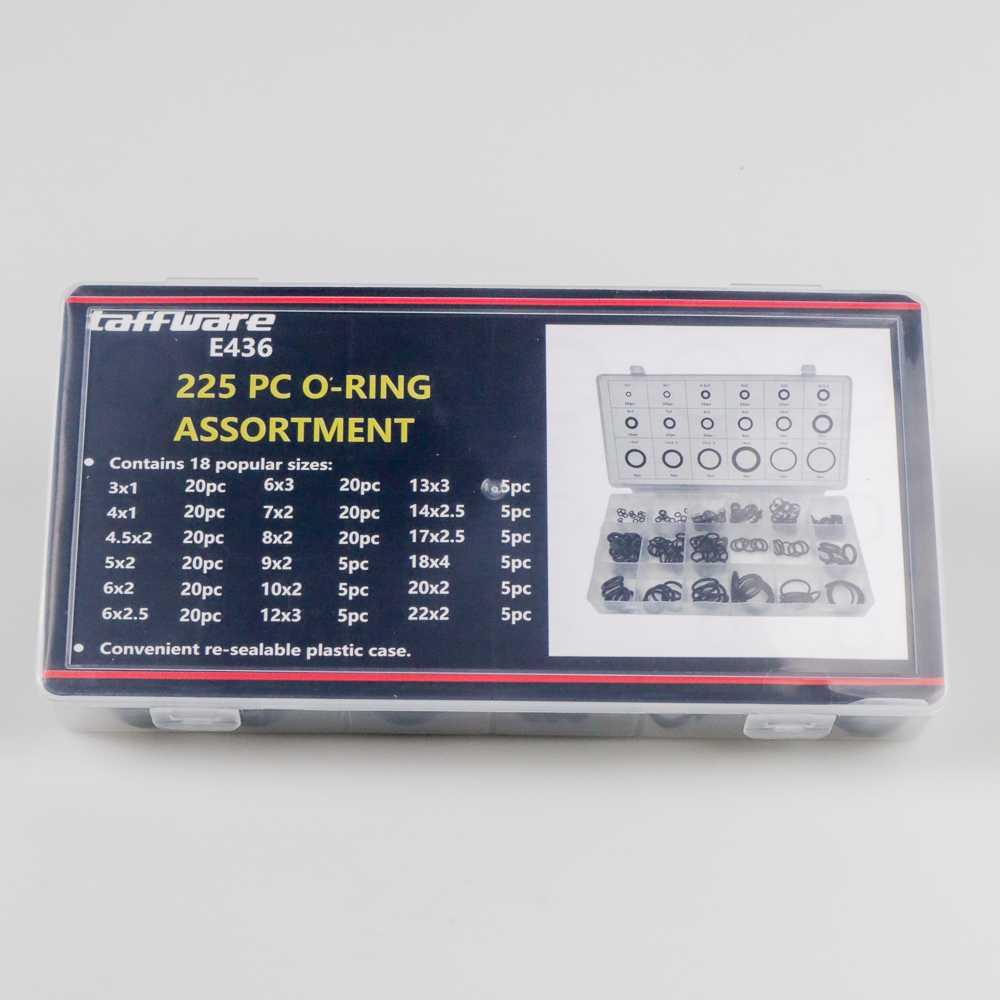 taffware
E436
225 PC O-RING
ASSORTMENT
• Contains 18 popular sizes:
3x1 20pc 6x3 20pc 13x3 5pc
4x1 20pc 7x2 20pc 14x2.5 5pc
4.5x2 20pc 8x2 20pc 17x2.5 5pc
5x2 20pc 9x2 5pc 18x4 5pc
6x2 20pc 10x2 5pc 20x2 5pc
6x2.5 20pc 12x3 5pc 22x2 5pc
• Convenient re-sealable plastic case.